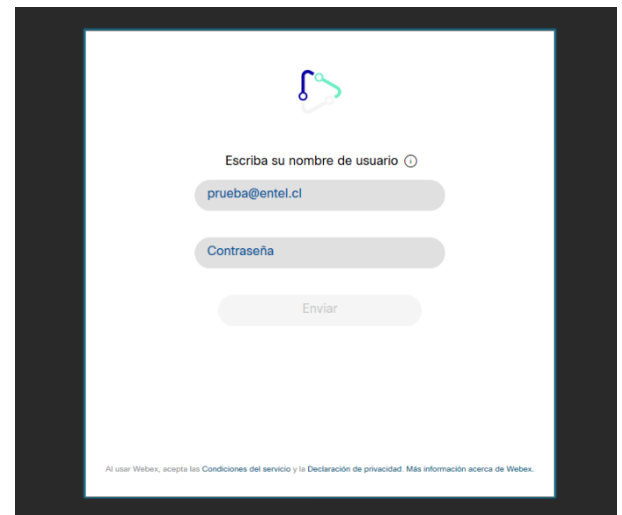 Escriba su nombre de usuario
prueba@entel.cl
Contraseña
Enviar
Al usar Webex, acepta las Condiciones del servicio y la Declaración de privacidad. Más información acerca de Webex.